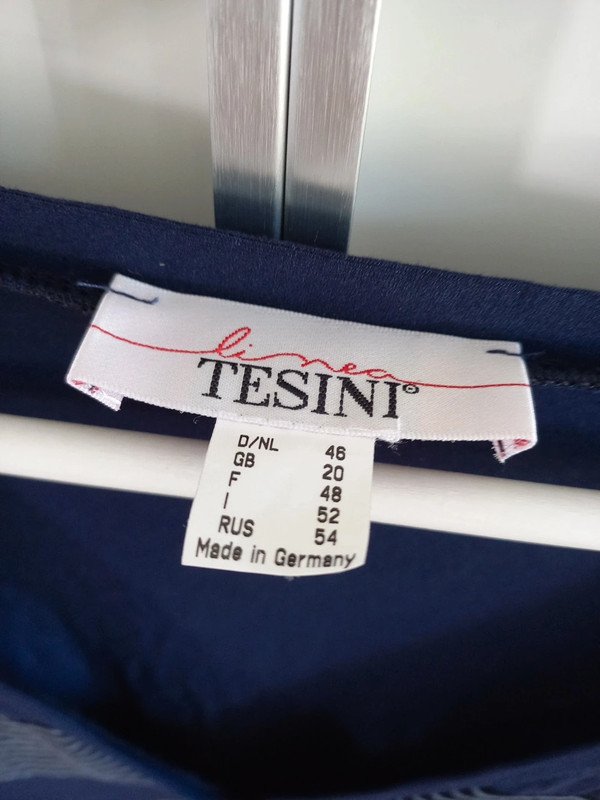 linea
TESINI®
D/NL 46
GB 20
F 48
I 52
RUS 54
Made in Germany